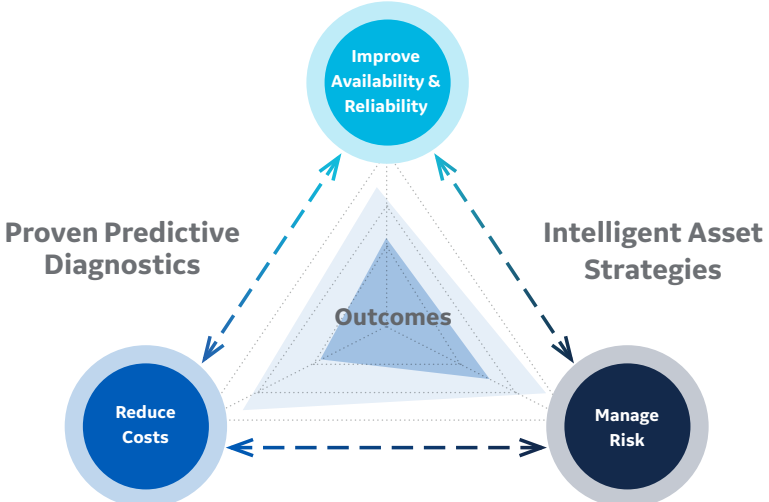 Improve
Availability &
Reliability
Proven Predictive
Diagnostics
Intelligent Asset
Strategies
Outcomes
Reduce
Costs
Manage
Risk